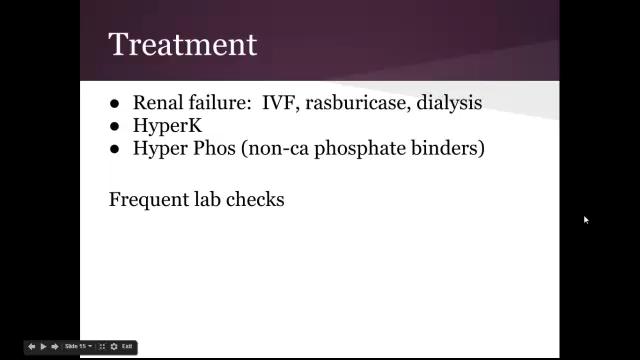 Treatment
● Renal failure: IVF, rasburicase, dialysis
● HyperK
● Hyper Phos (non-ca phosphate binders)
Frequent lab checks
Slide 15 Exit